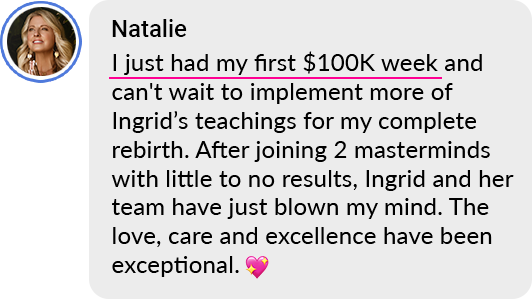 Natalie
I just had my first $100K week and
can't wait to implement more of
Ingrid’s teachings for my complete
rebirth. After joining 2 masterminds
with little to no results, Ingrid and her
team have just blown my mind. The
love, care and excellence have been
exceptional. 💖